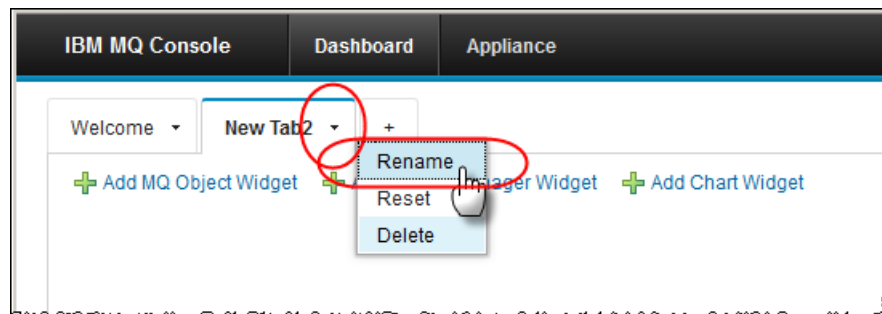 IBM MQ Console Dashboard Appliance
Welcome New Tab2 +
Add MQ Object Widget Widget Add Chart Widget
Rename
Reset
Delete